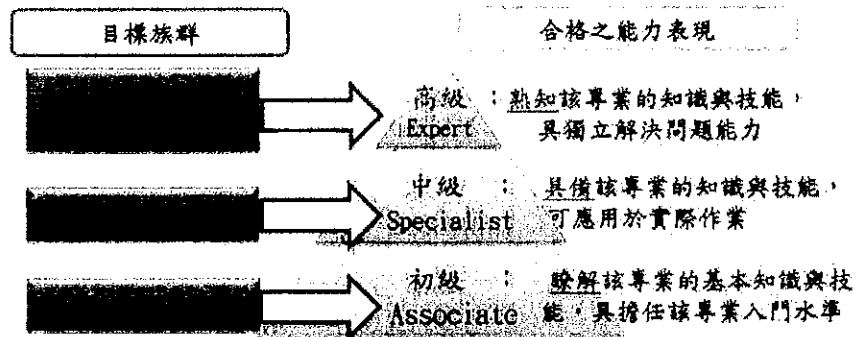 目標族群
合格之能力表現
高級 : 熟知該專業的知識與技能,
Expert 具獨立解決問題能力
中級 : 具備該專業的知識與技能,
Specialist 可應用於實際作業
初級 : 瞭解該專業的基本知識與技
Associate 能,具擔任該專業入門水準